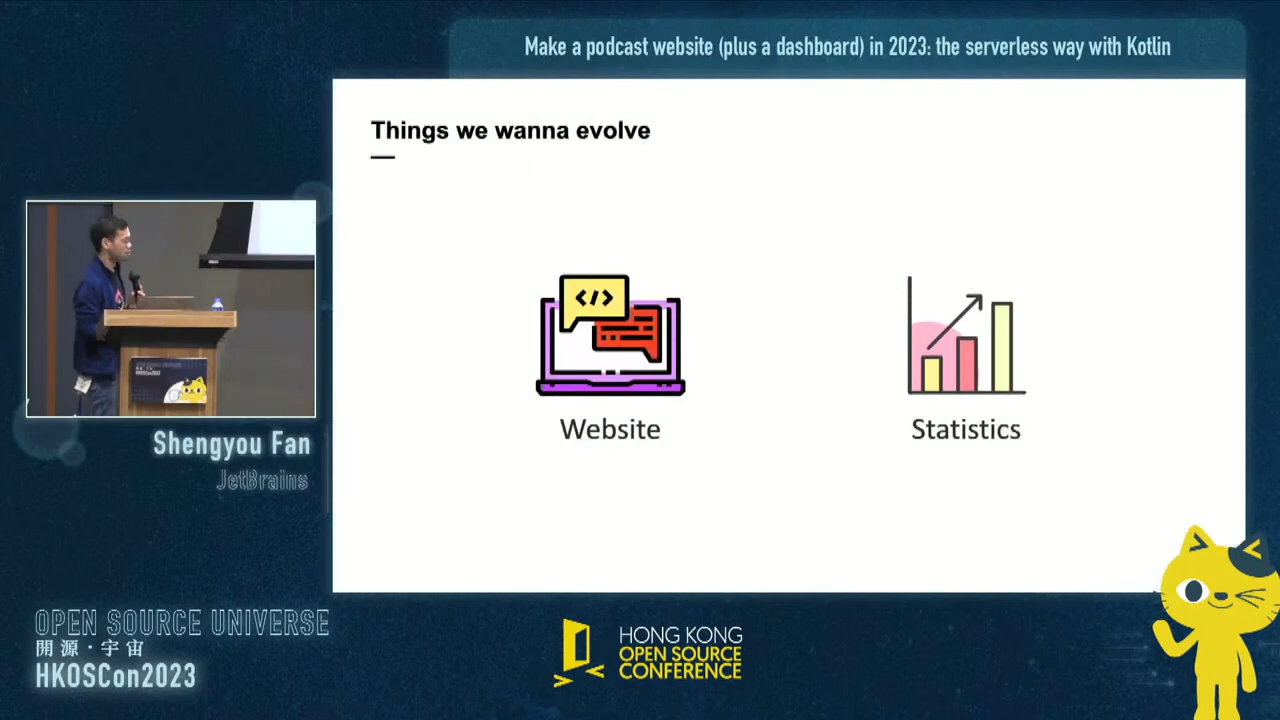 Make a podcast website (plus a dashboard) in 2023: the serverless way with Kotlin
Things we wanna evolve
</>
Website
Statistics
Shengyou Fan
JetBrains
OPEN SOURCE UNIVERSE
開源·宇宙
HKOSCon2023
HONG KONG
OPEN SOURCE
CONFERENCE